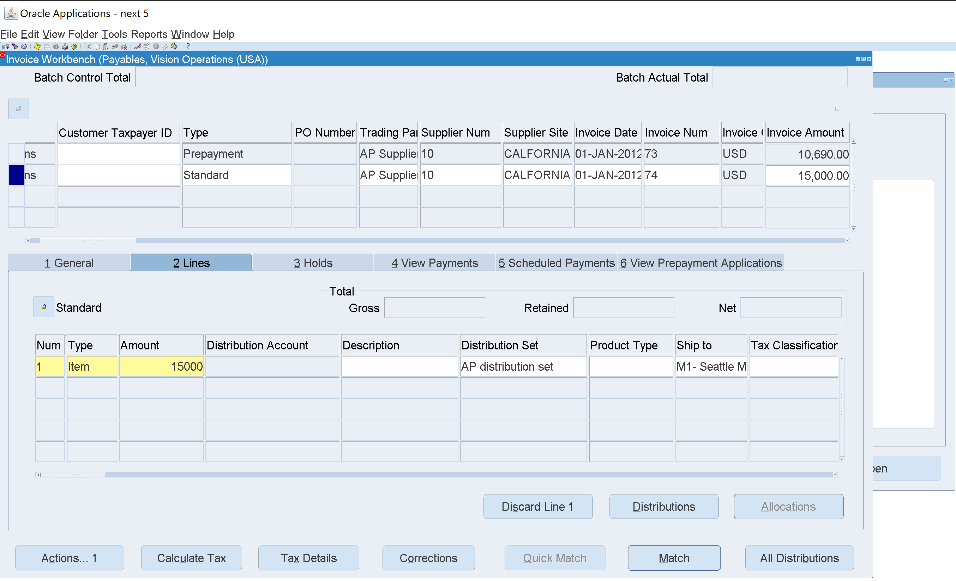 Oracle Applications - next 5
File Edit View Folder Tools Reports Window Help
Invoice Workbench (Payables, Vision Operations (USA))
Batch Control Total
Batch Actual Total
Customer Taxpayer ID Type PO Number Trading Par Supplier Num Supplier Site Invoice Date Invoice Num Invoice Invoice Amount
ns Prepayment AP Supplier 10 CALFORNIA 01-JAN-2012 73 USD 10,690.00
ns Standard AP Supplier 10 CALFORNIA 01-JAN-2012 74 USD 15,000.00
1 General 2 Lines 3 Holds 4 View Payments 5 Scheduled Payments 6 View Prepayment Applications
Total
Standard Gross Retained Net
Num Type Amount Distribution Account Description Distribution Set Product Type Ship to Tax Classification
1 Item 15000 AP distribution set M1- Seattle M
pen
Discard Line 1 Distributions Allocations
Actions... 1 Calculate Tax Tax Details Corrections Quick Match Match All Distributions